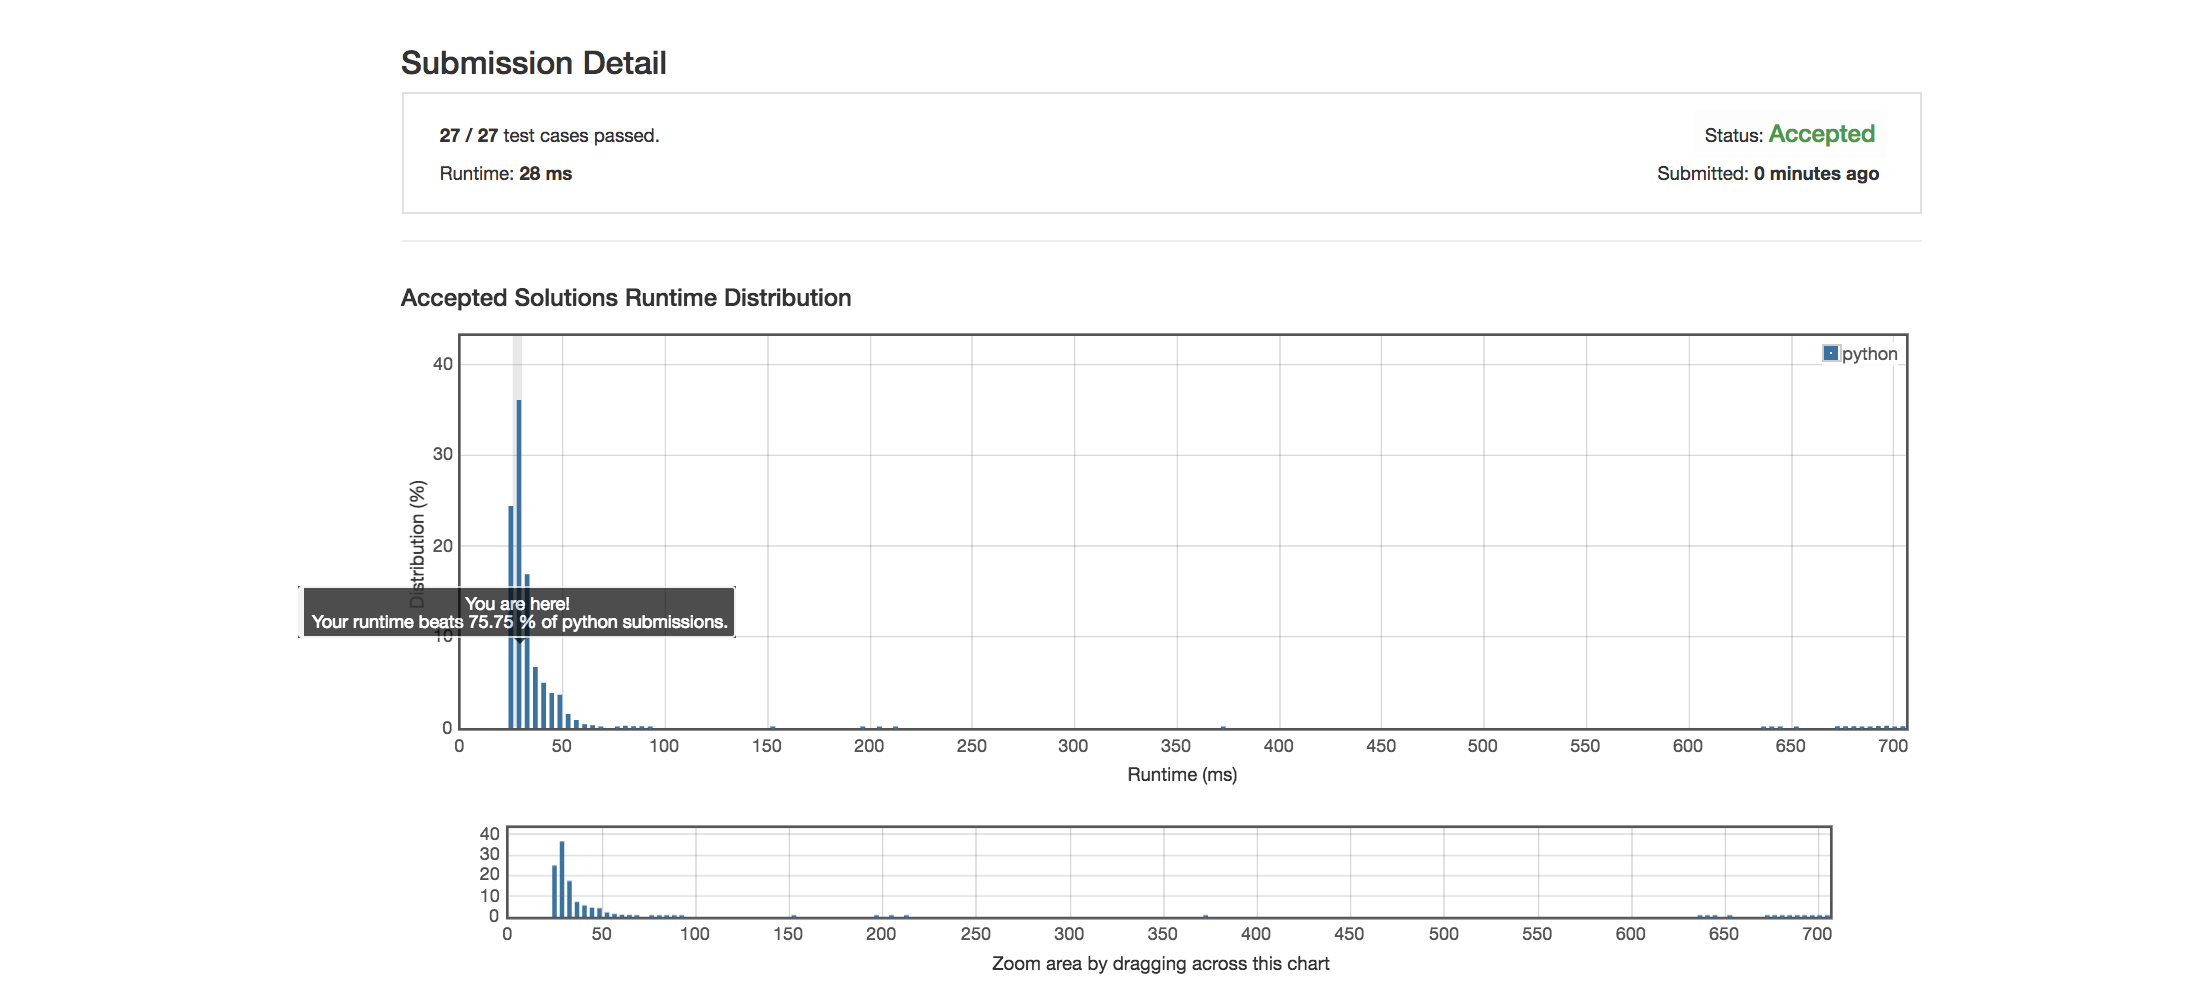 Submission Detail
27 / 27 test cases passed.
Status: Accepted
Runtime: 28 ms
Submitted: 0 minutes ago
Accepted Solutions Runtime Distribution
python
40
30
20
10
0
Distribution (%)
You are here!
Your runtime beats 75.75 % of python submissions.
0 50 100 150 200 250 300 350 400 450 500 550 600 650 700
Runtime (ms)
40
30
20
10
0
0 50 100 150 200 250 300 350 400 450 500 550 600 650 700
Zoom area by dragging across this chart